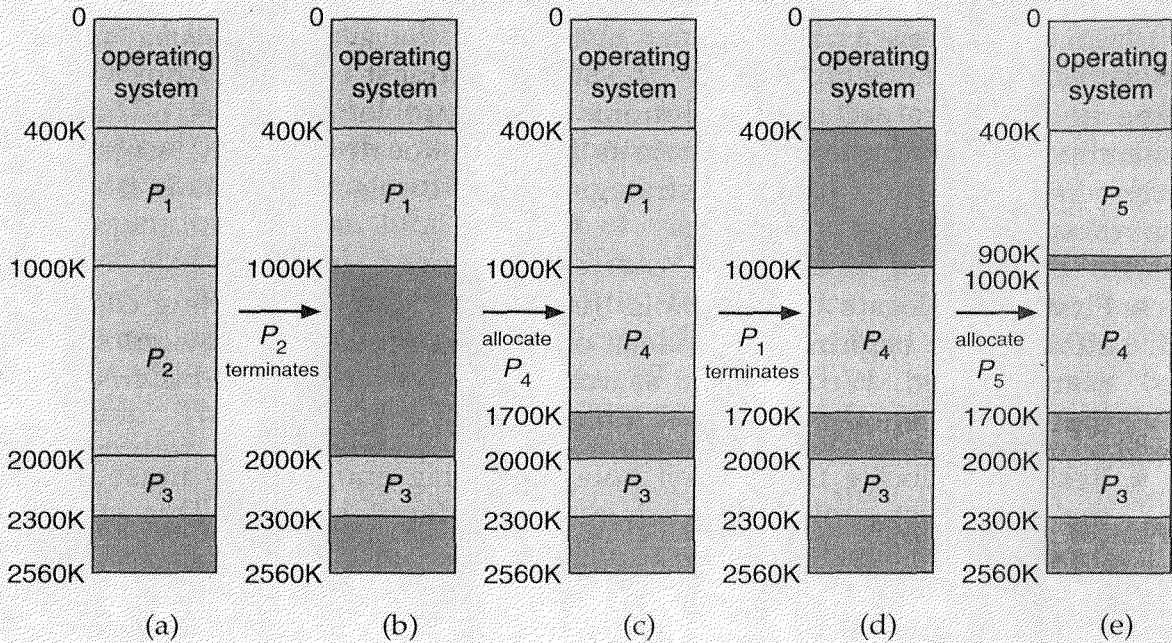 0 0 0 0 0
operating operating operating operating operating
system system system system system
400K 400K 400K 400K 400K
P1 P1 P1 P5
900K
1000K 1000K 1000K 1000K 1000K
P2 terminates
allocate P4
P1 terminates
allocate P5
P2 P4 P4 P4
1700K 1700K 1700K
2000K 2000K 2000K 2000K 2000K
P3 P3 P3 P3 P3
2300K 2300K 2300K 2300K 2300K
2560K 2560K 2560K 2560K 2560K
(a) (b) (c) (d) (e)